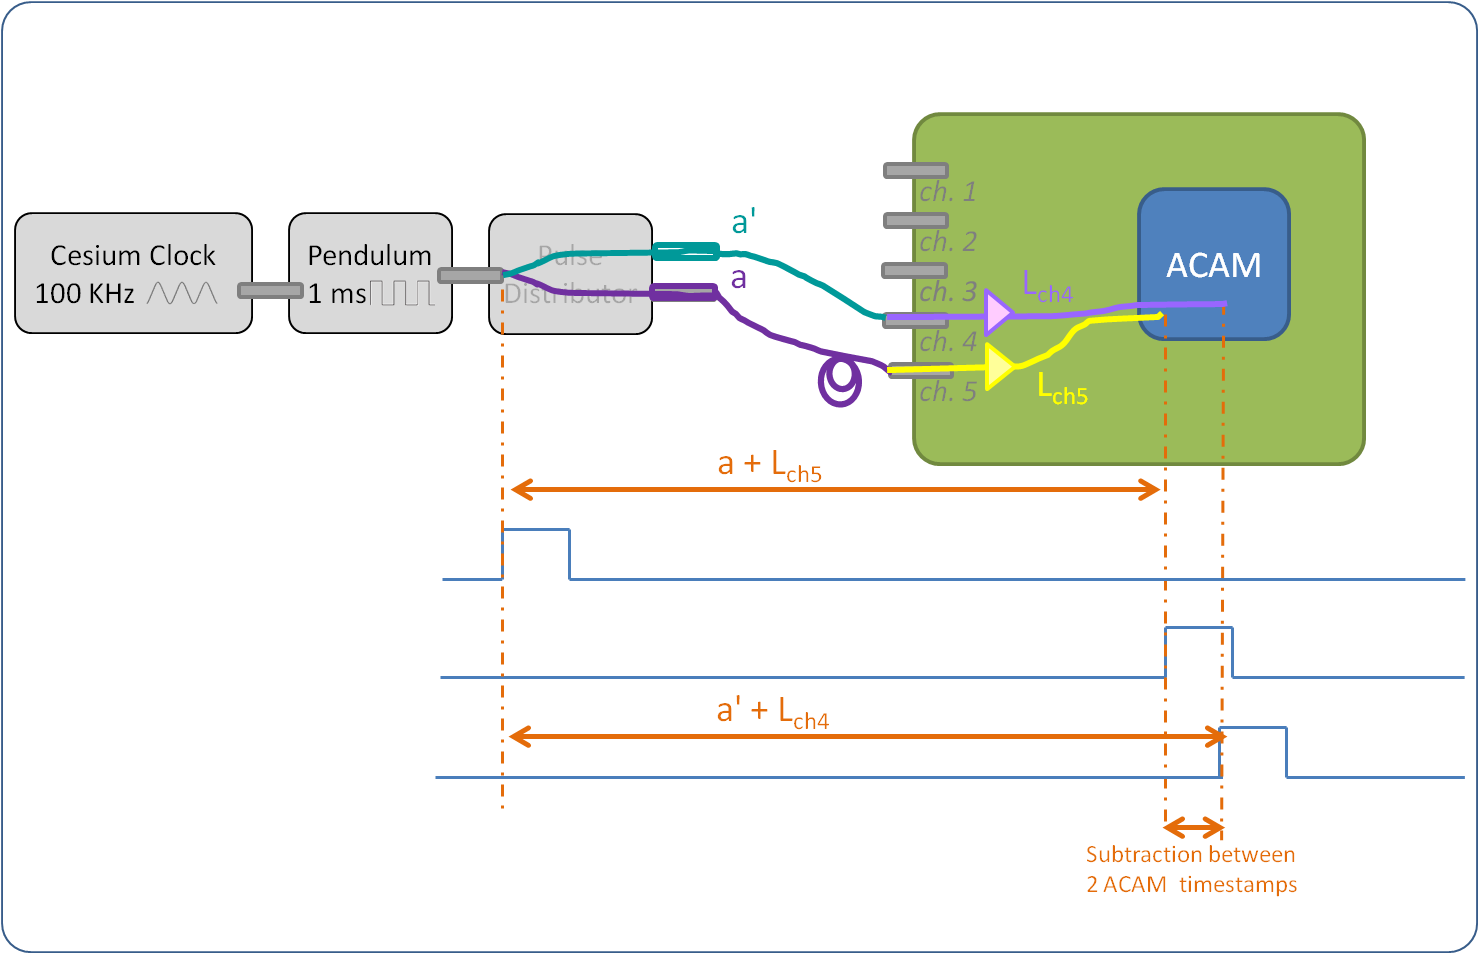 Cesium Clock
100 KHz
Pendulum
1 ms
Pulse
Distributor
a'
a
ch. 1
ch. 2
ch. 3
ch. 4
ch. 5
Lch4
Lch5
ACAM
a + Lch5
a' + Lch4
Subtraction between
2 ACAM timestamps